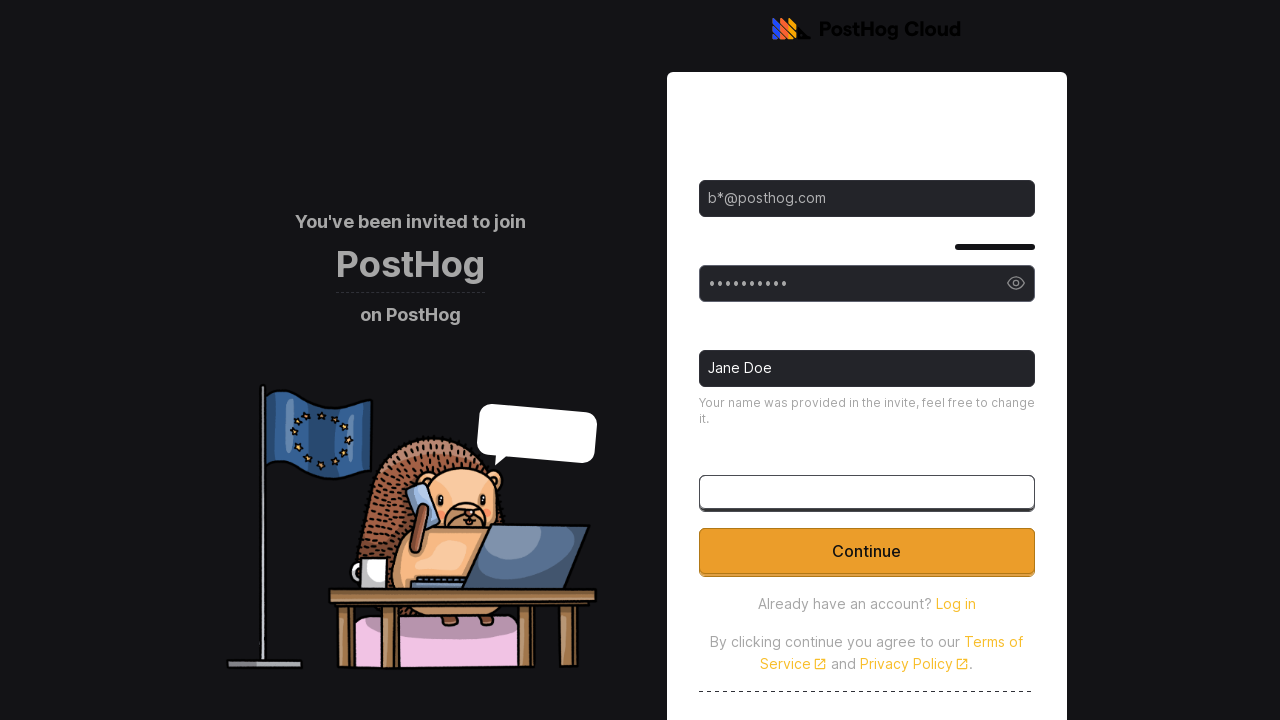 PostHog Cloud
You've been invited to join
PostHog
on PostHog
b*@posthog.com
••••••••••
Jane Doe
Your name was provided in the invite, feel free to change
it.
Continue
Already have an account? Log in
By clicking continue you agree to our Terms of
Service and Privacy Policy.